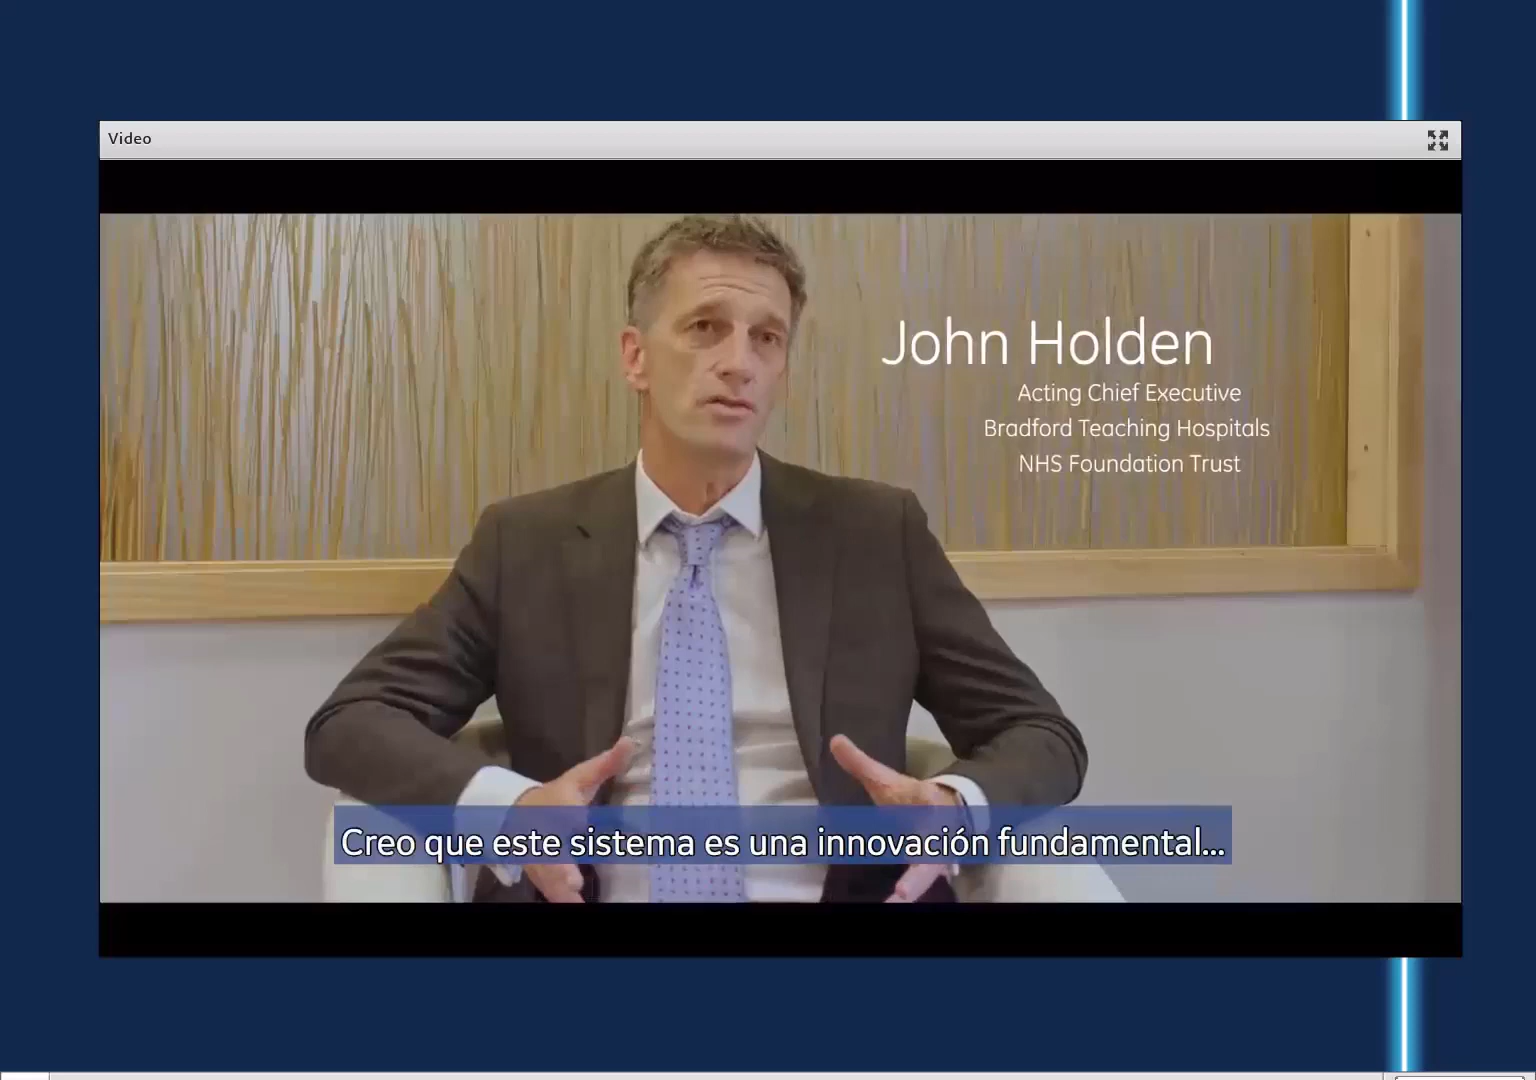 Video
John Holden
Acting Chief Executive
Bradford Teaching Hospitals
NHS Foundation Trust
Creo que este sistema es una innovación fundamental...